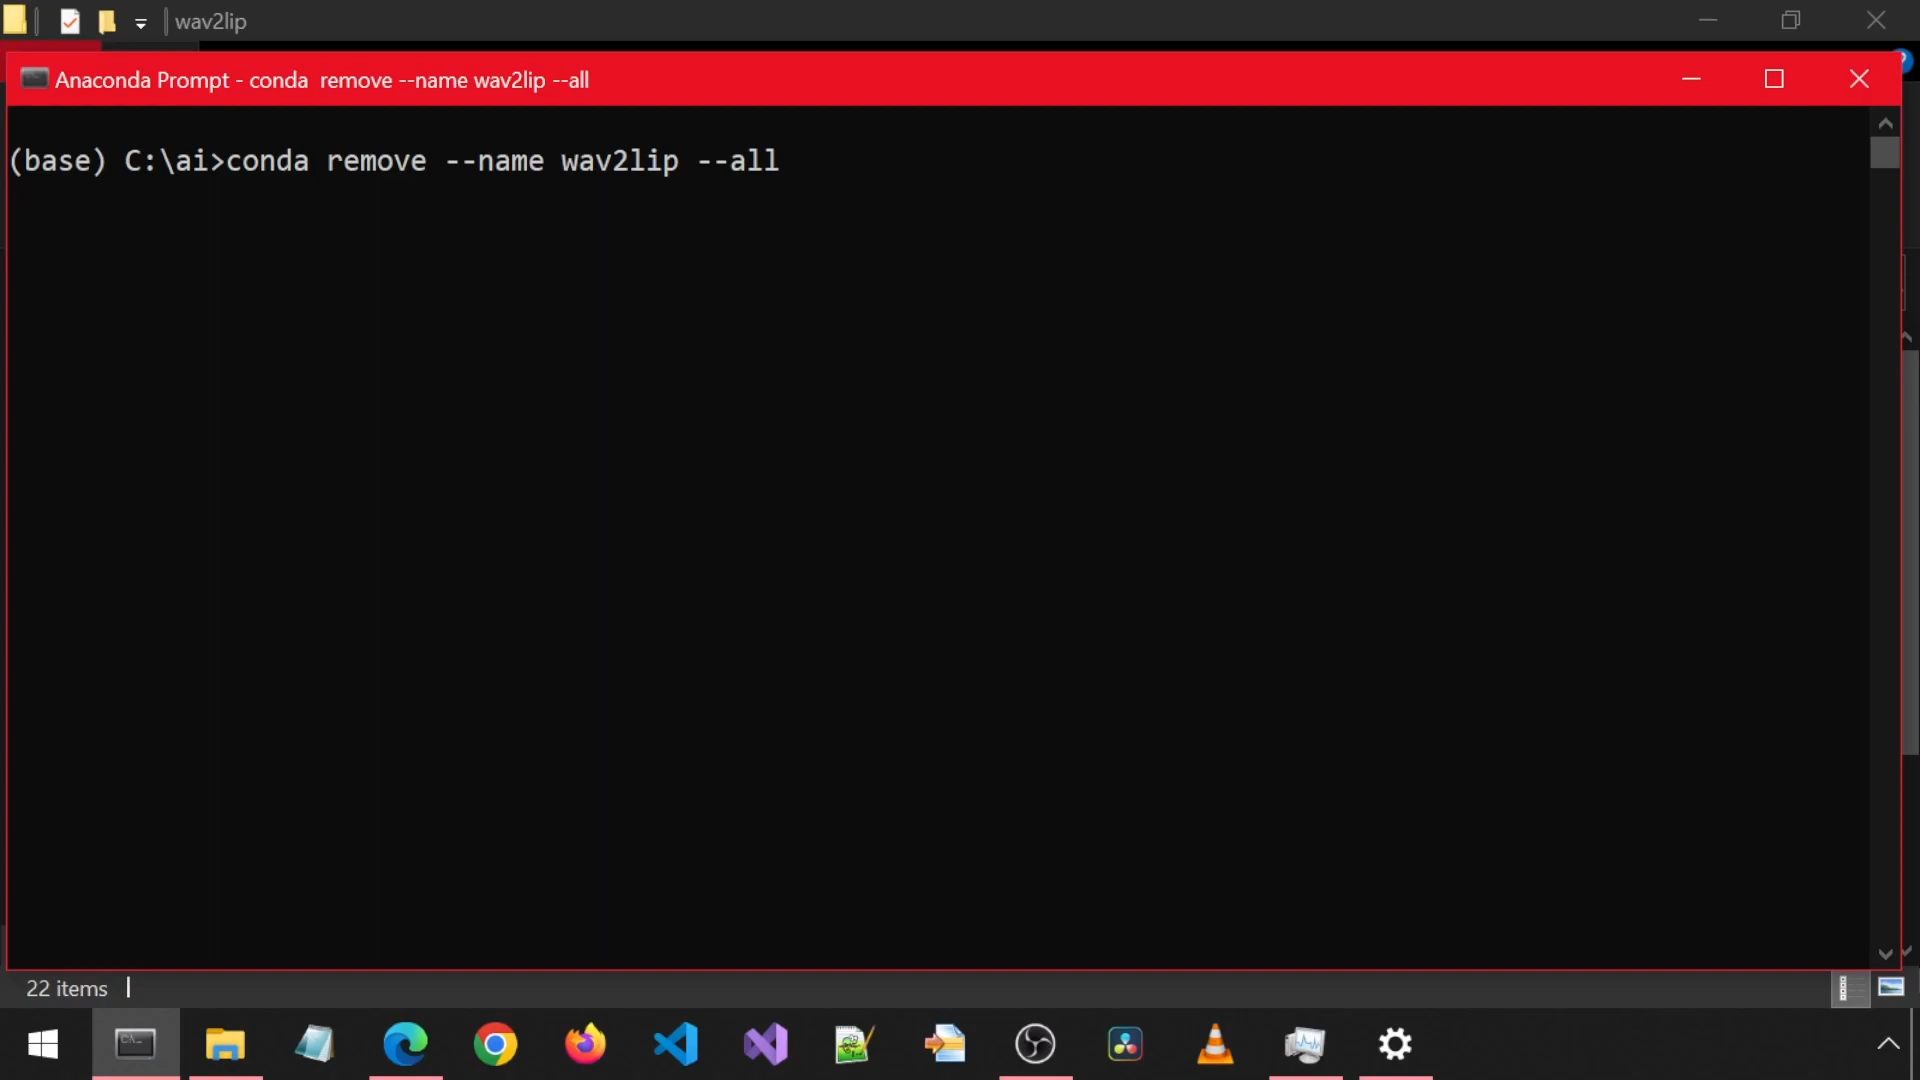 wav2lip
Anaconda Prompt - conda  remove --name wav2lip --all
(base) C:\ai>conda remove --name wav2lip --all
22 items